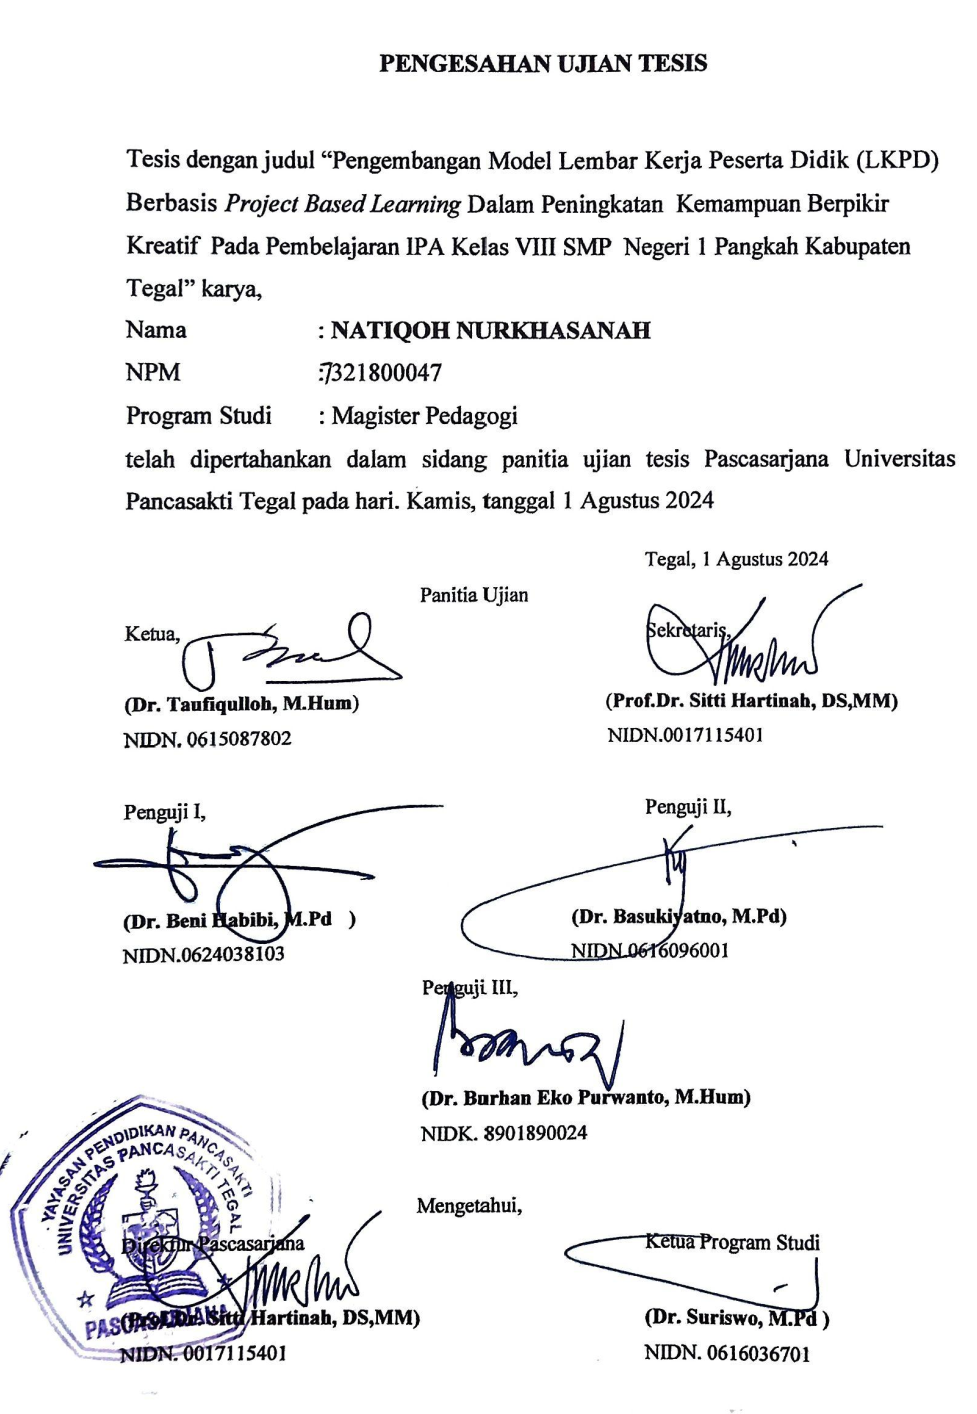 PENGESAHAN UJIAN TESIS
Tesis dengan judul “Pengembangan Model Lembar Kerja Peserta Didik (LKPD)
Berbasis Project Based Learning Dalam Peningkatan Kemampuan Berpikir
Kreatif Pada Pembelajaran IPA Kelas VIII SMP Negeri 1 Pangkah Kabupaten
Tegal” karya,
Nama : NATIQOH NURKHASANAH
NPM :7321800047
Program Studi : Magister Pedagogi
telah dipertahankan dalam sidang panitia ujian tesis Pascasarjana Universitas
Pancasakti Tegal pada hari. Kamis, tanggal 1 Agustus 2024
Tegal, 1 Agustus 2024
Panitia Ujian
Ketua,
Sekretaris,
(Dr. Taufiqulloh, M.Hum)
(Prof.Dr. Sitti Hartinah, DS,MM)
NIDN. 0615087802
NIDN.0017115401
Penguji I,
Penguji II,
(Dr. Beni Habibi, M.Pd )
(Dr. Basukiyatno, M.Pd)
NIDN.0624038103
NIDN.0616096001
Penguji III,
(Dr. Burhan Eko Purwanto, M.Hum)
NIDK. 8901890024
Mengetahui,
YAYASAN PENDIDIKAN PANCASAKTI
UNIVERSITAS PANCASAKTI TEGAL
Direktur Pascasarjana
Ketua Program Studi
PASCASARJANA
(Prof.Dr. Sitti Hartinah, DS,MM)
(Dr. Suriswo, M.Pd )
NIDN. 0017115401
NIDN. 0616036701